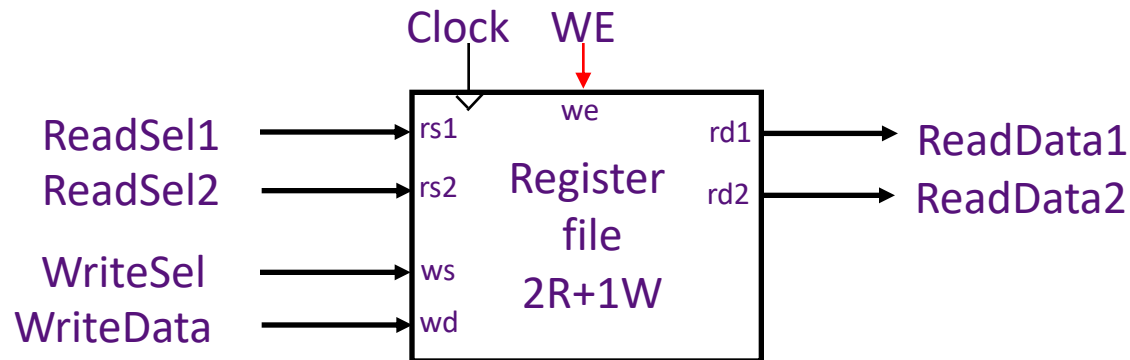 Clock WE
we
ReadSel1 rs1 rd1 ReadData1
ReadSel2 rs2 Register rd2 ReadData2
file
WriteSel ws 2R+1W
WriteData wd